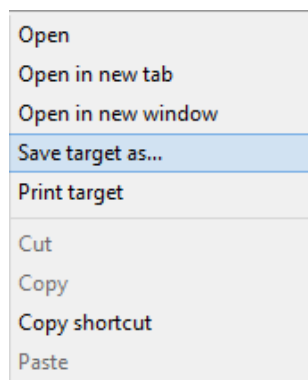 Open
Open in new tab
Open in new window
Save target as...
Print target
Cut
Copy
Copy shortcut
Paste